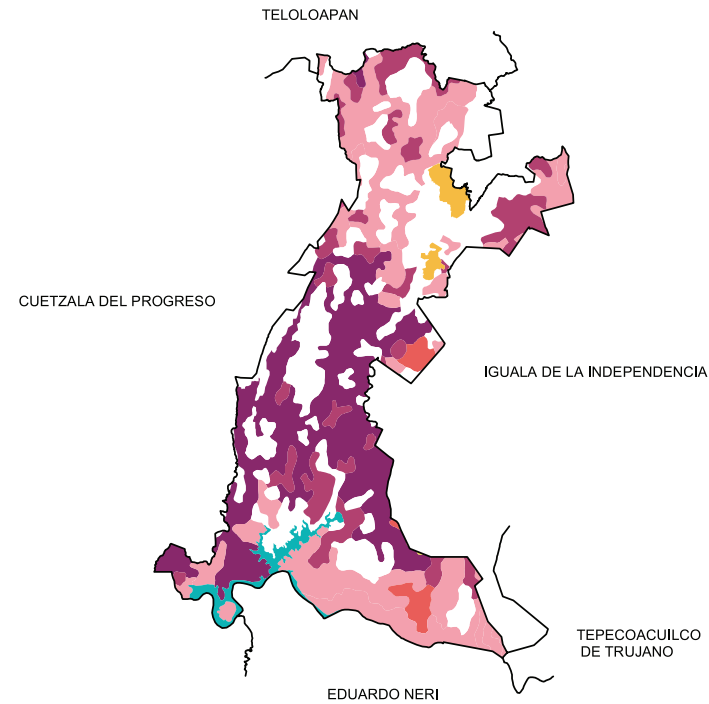 TELOLOAPAN
CUETZALA DEL PROGRESO
IGUALA DE LA INDEPENDENCIA
TEPECOACUILCO
DE TRUJANO
EDUARDO NERI